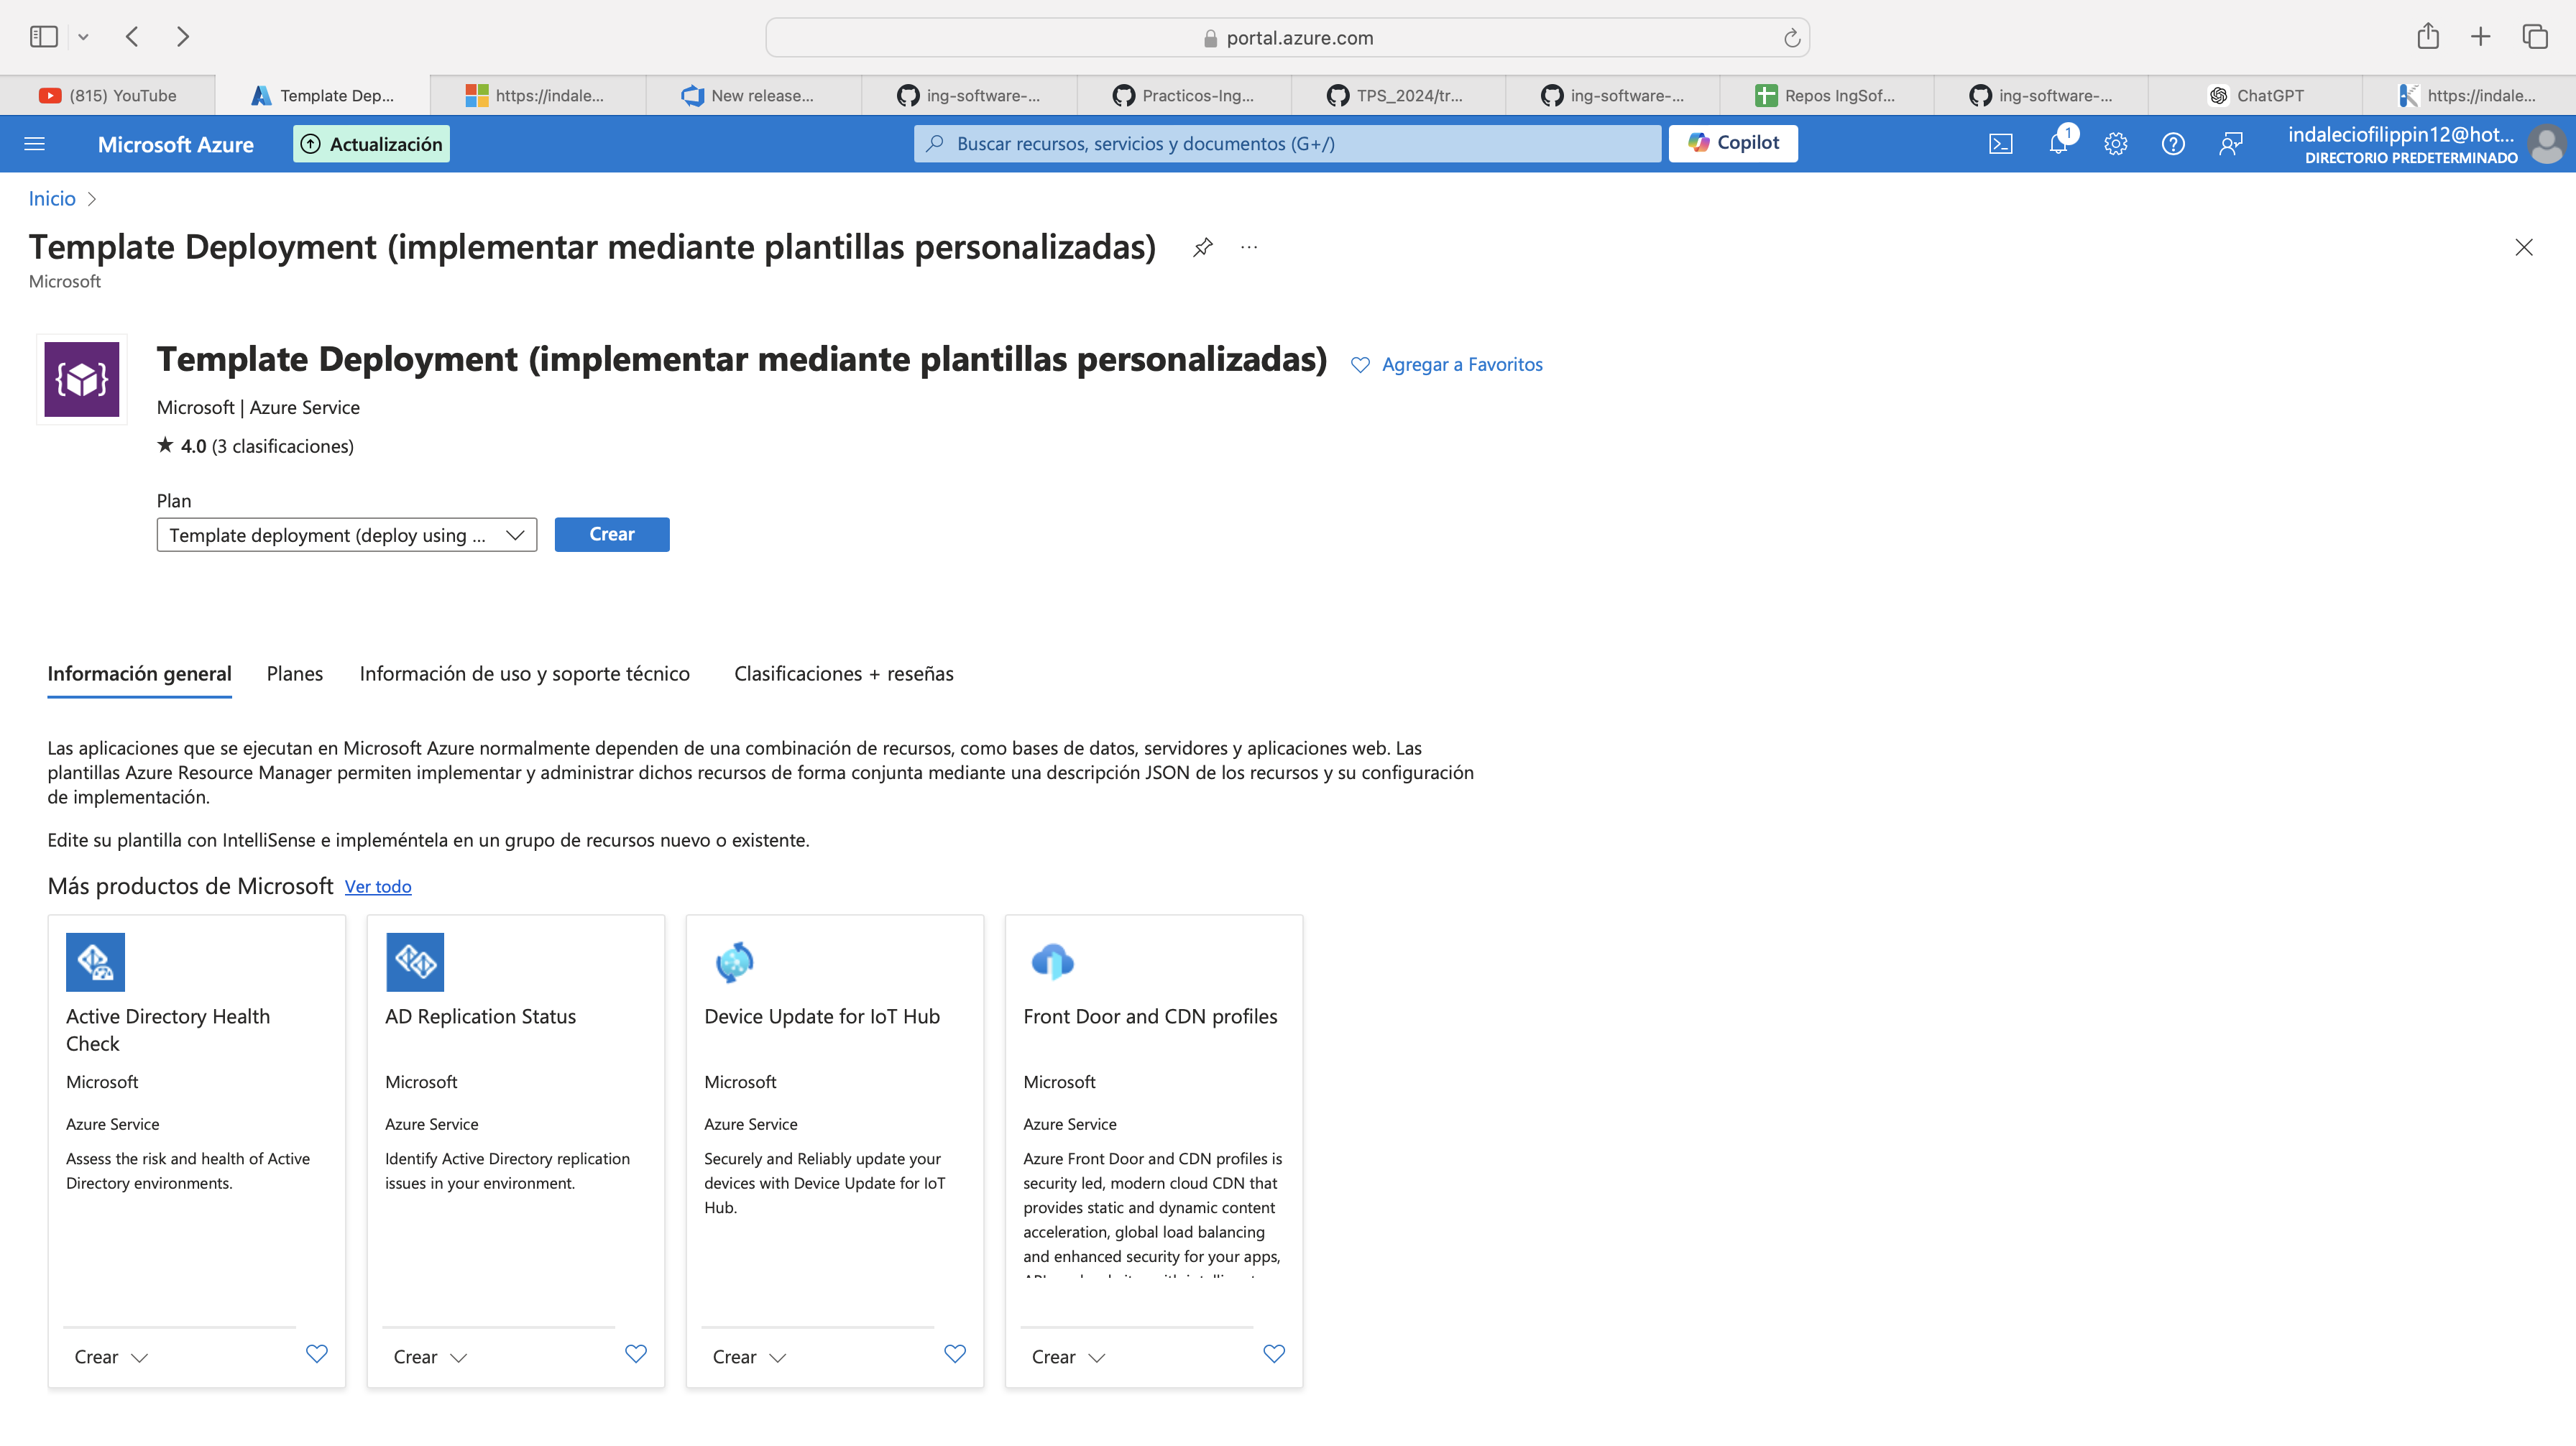 portal.azure.com
(815) YouTube
Template Dep...
https://indale...
New release...
ing-software-...
Practicos-Ing...
TPS_2024/tr...
ing-software-...
Repos IngSof...
ing-software-...
ChatGPT
https://indale...
Microsoft Azure
Actualización
Buscar recursos, servicios y documentos (G+/)
Copilot
1
indaleciofilippin12@hot...
DIRECTORIO PREDETERMINADO
Inicio
Template Deployment (implementar mediante plantillas personalizadas)
...
Microsoft
Template Deployment (implementar mediante plantillas personalizadas)
Agregar a Favoritos
Microsoft | Azure Service
★ 4.0 (3 clasificaciones)
Plan
Template deployment (deploy using ...
Crear
Información general
Planes
Información de uso y soporte técnico
Clasificaciones + reseñas
Las aplicaciones que se ejecutan en Microsoft Azure normalmente dependen de una combinación de recursos, como bases de datos, servidores y aplicaciones web. Las
plantillas Azure Resource Manager permiten implementar y administrar dichos recursos de forma conjunta mediante una descripción JSON de los recursos y su configuración
de implementación.
Edite su plantilla con IntelliSense e impleméntela en un grupo de recursos nuevo o existente.
Más productos de Microsoft Ver todo
Active Directory Health
Check
Microsoft
Azure Service
Assess the risk and health of Active
Directory environments.
Crear
AD Replication Status
Microsoft
Azure Service
Identify Active Directory replication
issues in your environment.
Crear
Device Update for IoT Hub
Microsoft
Azure Service
Securely and Reliably update your
devices with Device Update for IoT
Hub.
Crear
Front Door and CDN profiles
Microsoft
Azure Service
Azure Front Door and CDN profiles is
security led, modern cloud CDN that
provides static and dynamic content
acceleration, global load balancing
and enhanced security for your apps,
Crear